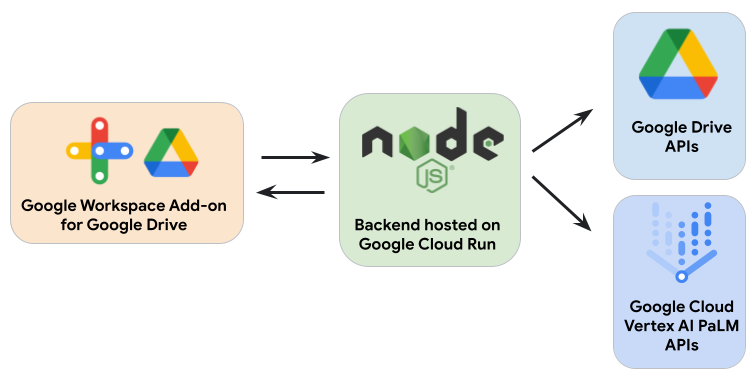 Google Workspace Add-on
for Google Drive
node
JS
®
Backend hosted on
Google Cloud Run
Google Drive
APIs
Google Cloud
Vertex AI PaLM
APIs